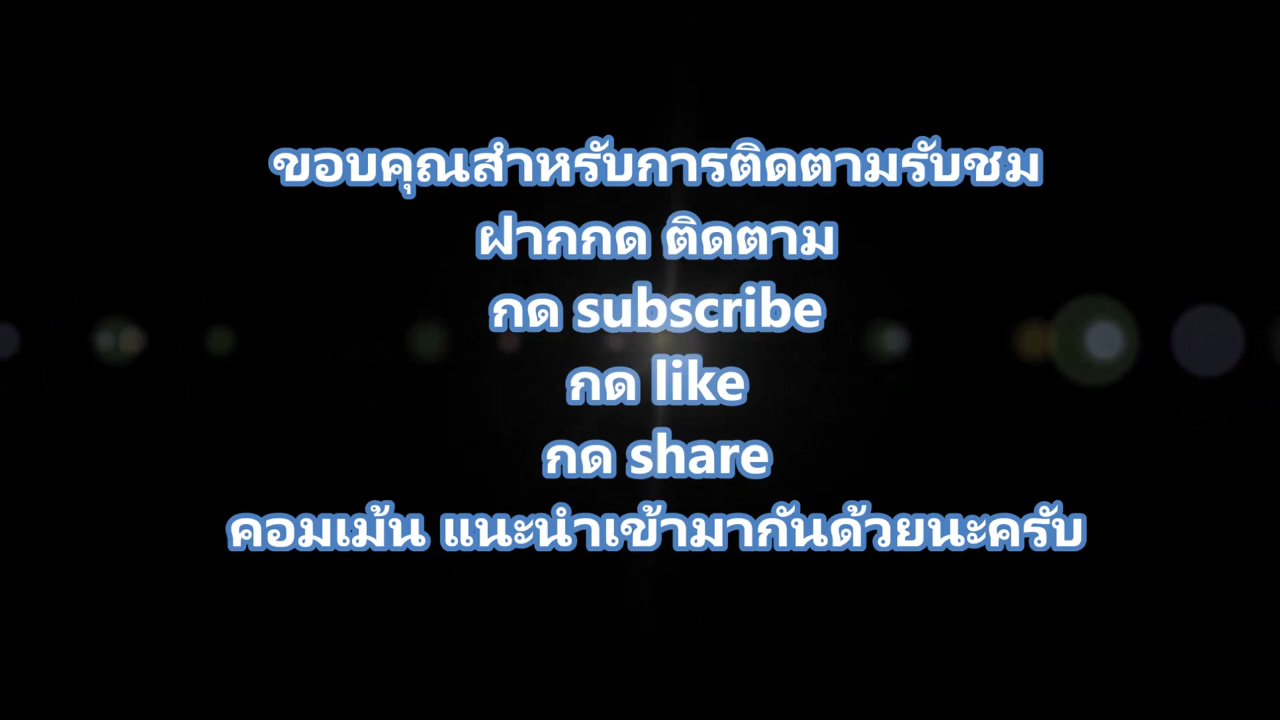 ขอบคุณสำหรับการติดตามรับชม
ฝากกด ติดตาม
กด subscribe
กด like
กด share
คอมเม้น แนะนำเข้ามากันด้วยนะครับ